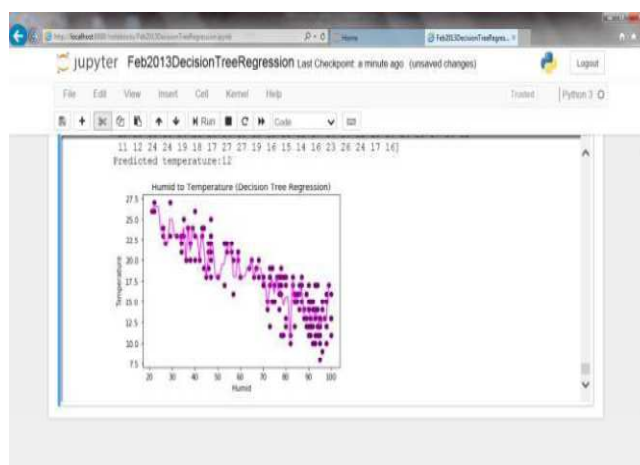 Home
Feb2013DecisionTreeRegres...
jupyter Feb2013DecisionTreeRegression Last Checkpoint: a minute ago (unsaved changes)
Logout
File Edit View Insert Cell Kernel Help
Trusted Python 3
Run Code
11 12 24 24 19 18 17 27 27 19 16 15 14 16 23 26 24 17 16]
Predicted temperature:12
Humid to Temperature (Decision Tree Regression)
Temperature
27.5
25.0
22.5
20.0
17.5
15.0
12.5
10.0
7.5
20 30 40 50 60 70 80 90 100
Humid